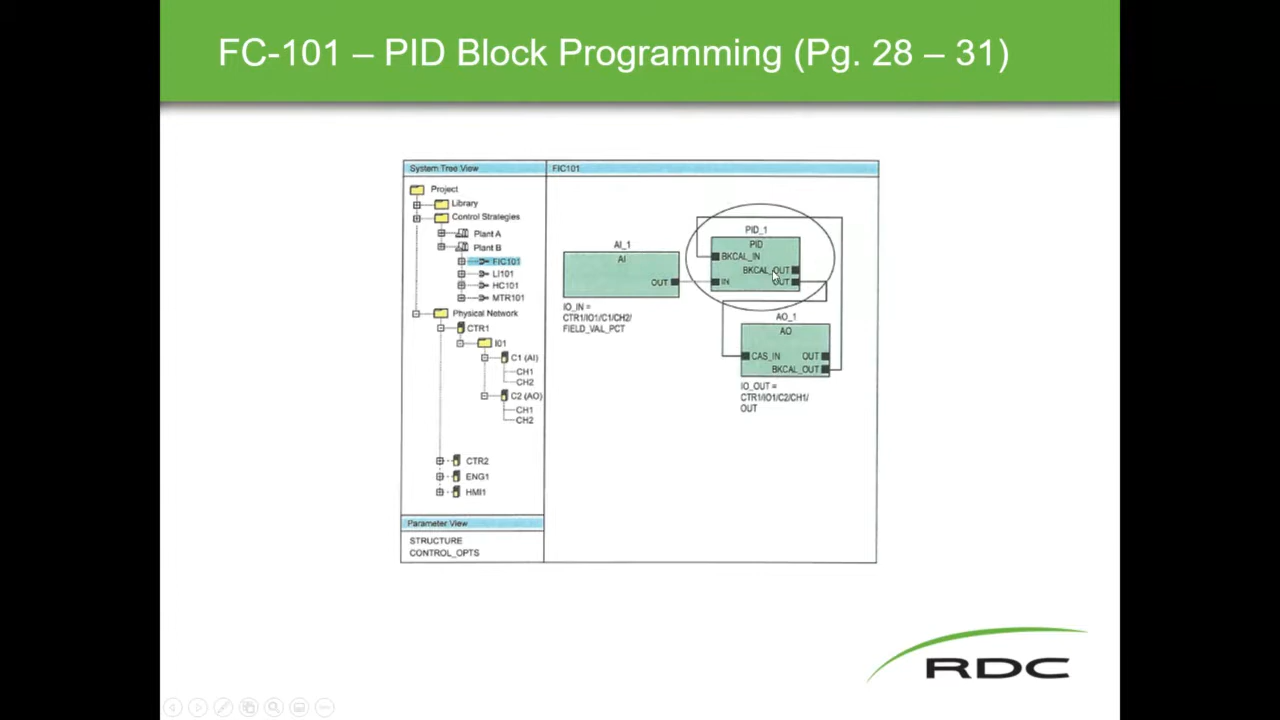 FC-101 – PID Block Programming (Pg. 28 – 31)
System Tree View
Project
Library
Control Strategies
Plant A
Plant B
FIC101
LI101
HC101
MTR101
Physical Network
CTR1
I01
C1 (AI)
CH1
CH2
C2 (AO)
CH1
CH2
CTR2
ENG1
HMI1
Parameter View
STRUCTURE
CONTROL_OPTS
FIC101
AI_1
AI
OUT
IO_IN =
CTR1/IO1/C1/CH2/
FIELD_VAL_PCT
PID_1
PID
BKCAL_IN
BKCAL_OUT
IN OUT
AO_1
AO
CAS_IN OUT
BKCAL_OUT
IO_OUT =
CTR1/IO1/C2/CH1/
OUT
RDC